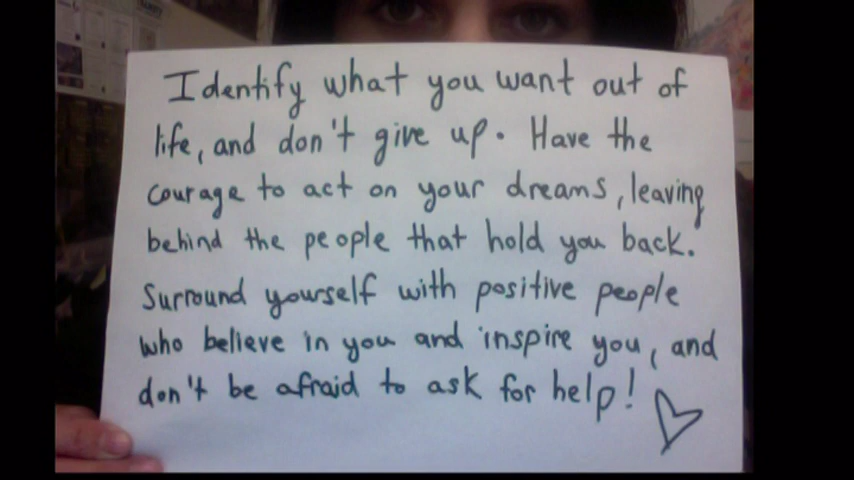 Identify what you want out of
life, and don't give up. Have the
courage to act on your dreams, leaving
behind the people that hold you back.
Surround yourself with positive people
who believe in you and inspire you, and
don't be afraid to ask for help!